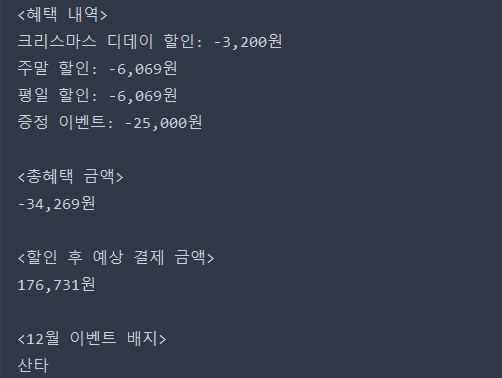 <혜택 내역>
크리스마스 디데이 할인: -3,200원
주말 할인: -6,069원
평일 할인: -6,069원
증정 이벤트: -25,000원
<총혜택 금액>
-34,269원
<할인 후 예상 결제 금액>
176,731원
<12월 이벤트 배지>
산타